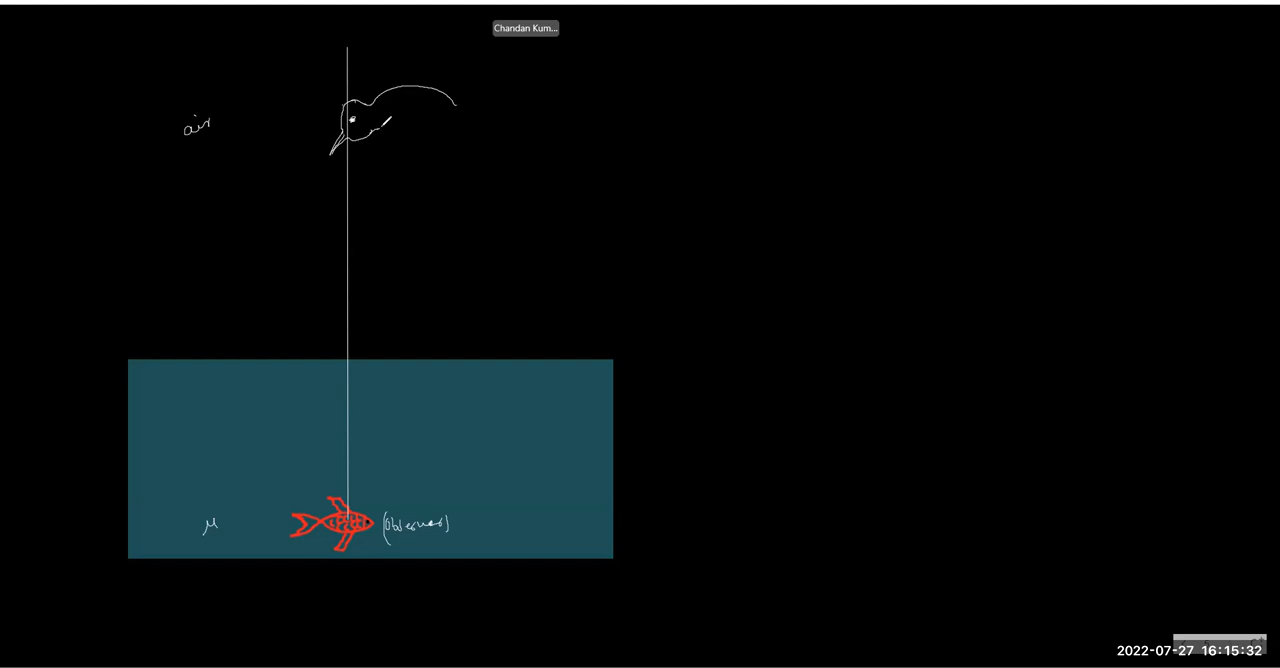 Chandan Kum...
air
μ
(Observer)
2022-07-27 16:15:32